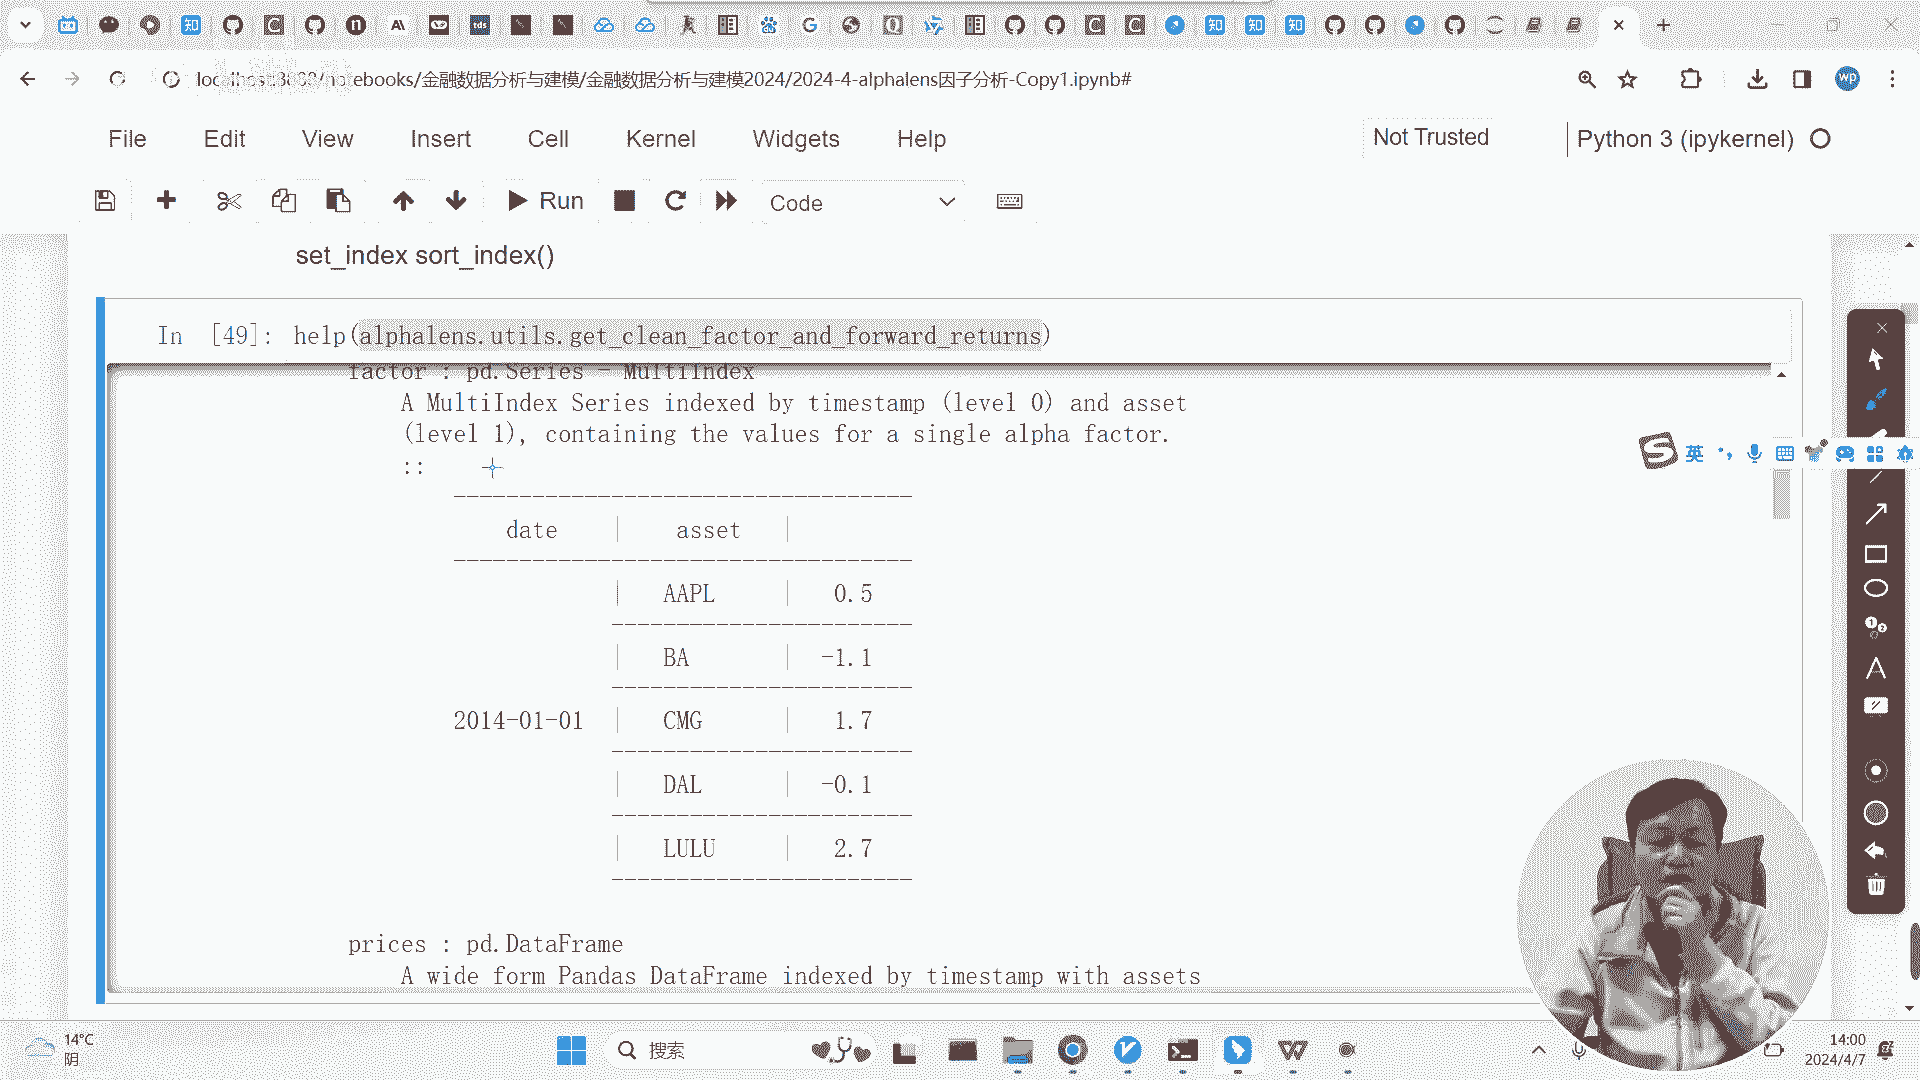 localhost:8888/notebooks/金融数据分析与建模/金融数据分析与建模2024/2024-4-alphalens因子分析-Copy1.ipynb#
File Edit View Insert Cell Kernel Widgets Help Not Trusted Python 3 (ipykernel)
Run Code
set_index sort_index()
In [49]: help(alphalens.utils.get_clean_factor_and_forward_returns)
factor : pd.Series - MultiIndex
A MultiIndex Series indexed by timestamp (level 0) and asset
(level 1), containing the values for a single alpha factor.
::
-----------------------------------
date | asset |
-----------------------------------
| AAPL | 0.5
-----------------------
| BA | -1.1
-----------------------
2014-01-01 | CMG | 1.7
-----------------------
| DAL | -0.1
-----------------------
| LULU | 2.7
-----------------------
prices : pd.DataFrame
A wide form Pandas DataFrame indexed by timestamp with assets
英
14°C
阴
搜索
14:00
2024/4/7